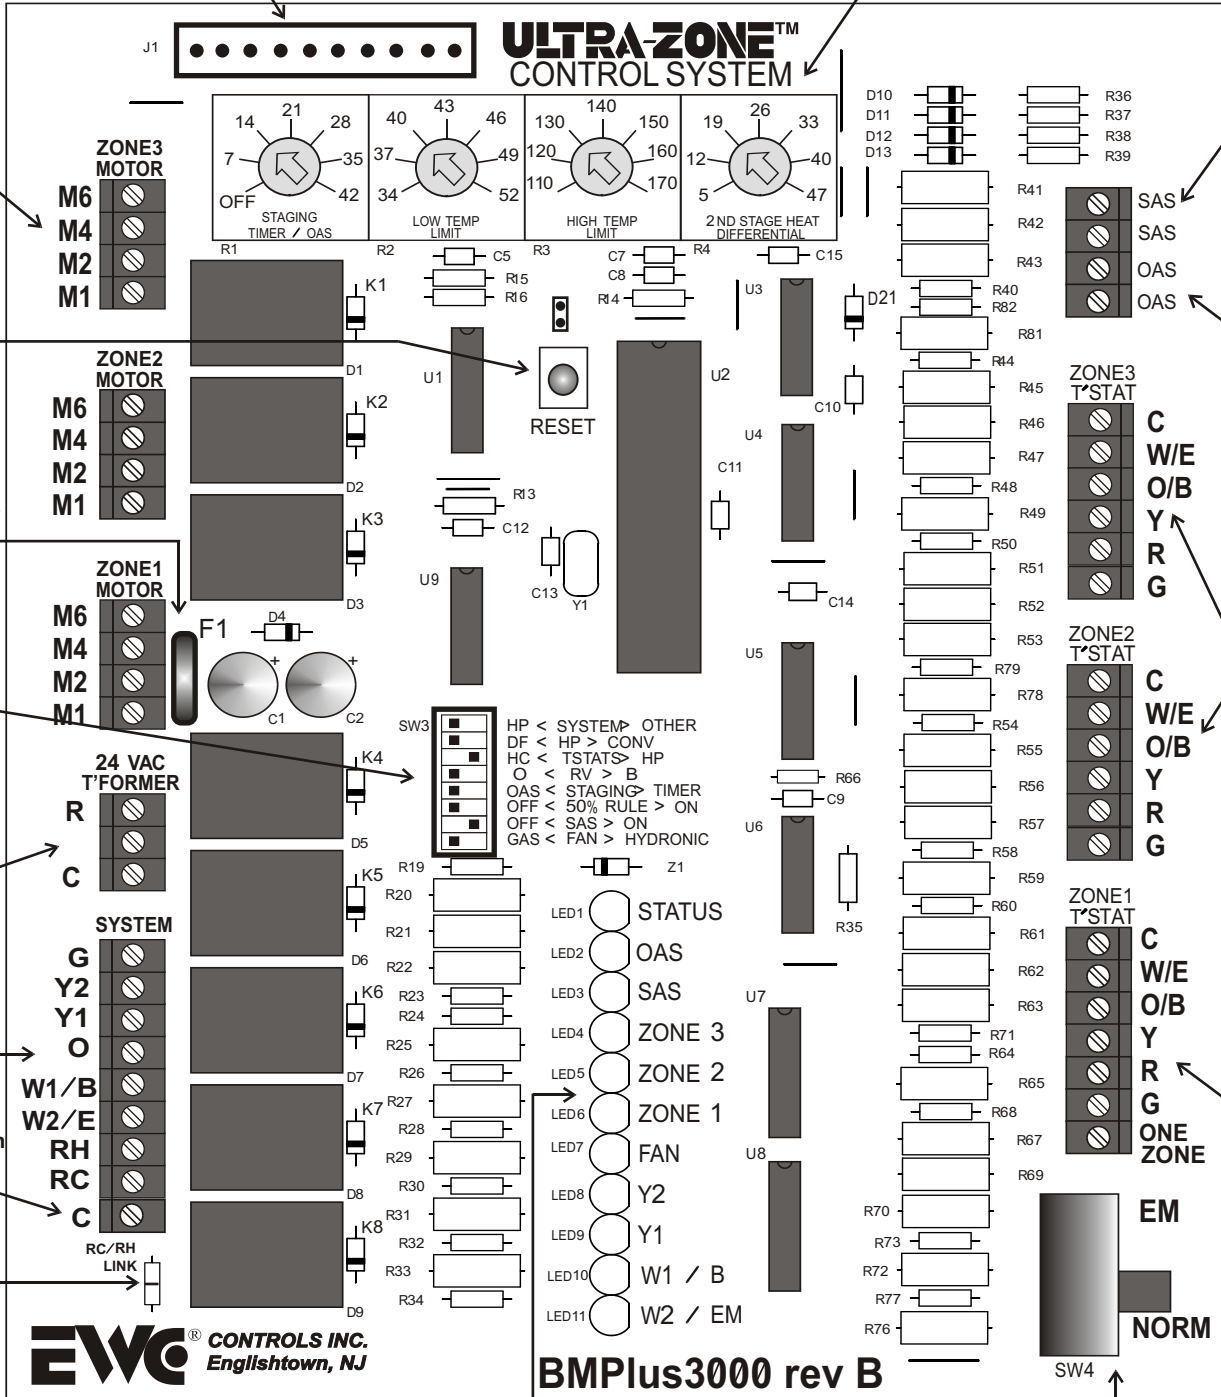 J1
ULTRA-ZONE™
CONTROL SYSTEM
OFF 7 14 21 28 35 42
STAGING
TIMER / OAS
34 37 40 43 46 49 52
LOW TEMP
LIMIT
110 120 130 140 150 160 170
HIGH TEMP
LIMIT
5 12 19 26 33 40 47
2ND STAGE HEAT
DIFFERENTIAL
R1
R2
R3
R4
ZONE3
MOTOR
M6
M4
M2
M1
ZONE2
MOTOR
M6
M4
M2
M1
ZONE1
MOTOR
M6
M4
M2
M1
24 VAC
T'FORMER
R
C
SYSTEM
G
Y2
Y1
O
W1/B
W2/E
RH
RC
C
RC/RH
LINK
K1
D1
K2
D2
K3
D3
F1
D4
C1
C2
K4
D5
K5
D6
K6
D7
K7
D8
K8
D9
C5
R15
R16
U1
R13
C12
U9
C7
C8
R14
RESET
U2
C11
C13
Y1
C15
U3
D21
C10
U4
C14
U5
R66
C9
U6
R35
U7
U8
SW3
HP < SYSTEM> OTHER
DF < HP > CONV
HC < TSTATS> HP
O < RV > B
OAS < STAGING> TIMER
OFF < 50% RULE > ON
OFF < SAS > ON
GAS < FAN > HYDRONIC
Z1
R19
R20
R21
R22
R23
R24
R25
R26
R27
R28
R29
R30
R31
R32
R33
R34
LED1 STATUS
LED2 OAS
LED3 SAS
LED4 ZONE 3
LED5 ZONE 2
LED6 ZONE 1
LED7 FAN
LED8 Y2
LED9 Y1
LED10 W1 / B
LED11 W2 / EM
D10
D11
D12
D13
R36
R37
R38
R39
R41
R42
R43
R40
R82
R81
R44
R45
R46
R47
R48
R49
R50
R51
R52
R53
R79
R78
R54
R55
R56
R57
R58
R59
R60
R61
R62
R63
R71
R64
R65
R68
R67
R69
R70
R73
R72
R77
R76
SAS
SAS
OAS
OAS
ZONE3
T'STAT
C
W/E
O/B
Y
R
G
ZONE2
T'STAT
C
W/E
O/B
Y
R
G
ZONE1
T'STAT
C
W/E
O/B
Y
R
G
ONE
ZONE
EM
NORM
SW4
EWC® CONTROLS INC.
Englishtown, NJ
BMPlus3000 rev B